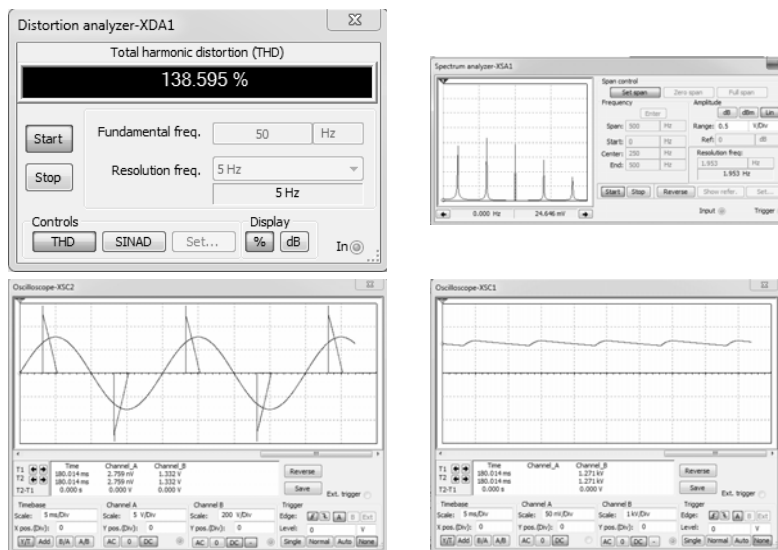 Distortion analyzer-XDA1
Total harmonic distortion (THD)
138.595 %
Start
Fundamental freq.
50
Hz
Stop
Resolution freq.
5 Hz
5 Hz
Controls
Display
THD
SINAD
Set...
%
dB
In
Spectrum analyzer-XSA1
Span control
Set span
Zero span
Full span
Frequency
Amplitude
Enter
dB
dBm
Lin
Span: 500 Hz
Range: 0.5 V/Div
Start: 0 Hz
Ref: 0 dB
Center: 250 Hz
Resolution freq:
End: 500 Hz
1.953 Hz
1.953 Hz
Start
Stop
Reverse
Show refer.
Set...
0.000 Hz
24.646 mV
Input
Trigger
Oscilloscope-XSC2
Time Channel_A Channel_B
T1 180.014 ms 2.759 nV 1.332 V
T2 180.014 ms 2.759 nV 1.332 V
T2-T1 0.000 s 0.000 V 0.000 V
Reverse
Save
Ext. trigger
Timebase
Channel A
Channel B
Trigger
Scale: 5 ms/Div
Scale: 5 V/Div
Scale: 200 V/Div
Edge:
A
B
Ext
X pos.(Div): 0
Y pos.(Div): 0
Y pos.(Div): 0
Level: 0 V
Y/T
Add
B/A
A/B
AC
0
DC
AC
0
DC
-
Single
Normal
Auto
None
Oscilloscope-XSC1
Time Channel_A Channel_B
T1 180.014 ms 1.271 kV
T2 180.014 ms 1.271 kV
T2-T1 0.000 s 0.000 V
Reverse
Save
Ext. trigger
Timebase
Channel A
Channel B
Trigger
Scale: 5 ms/Div
Scale: 50 mV/Div
Scale: 1 kV/Div
Edge:
A
B
Ext
X pos.(Div): 0
Y pos.(Div): 0
Y pos.(Div): 0
Level: 0 V
Y/T
Add
B/A
A/B
AC
0
DC
AC
0
DC
-
Single
Normal
Auto
None